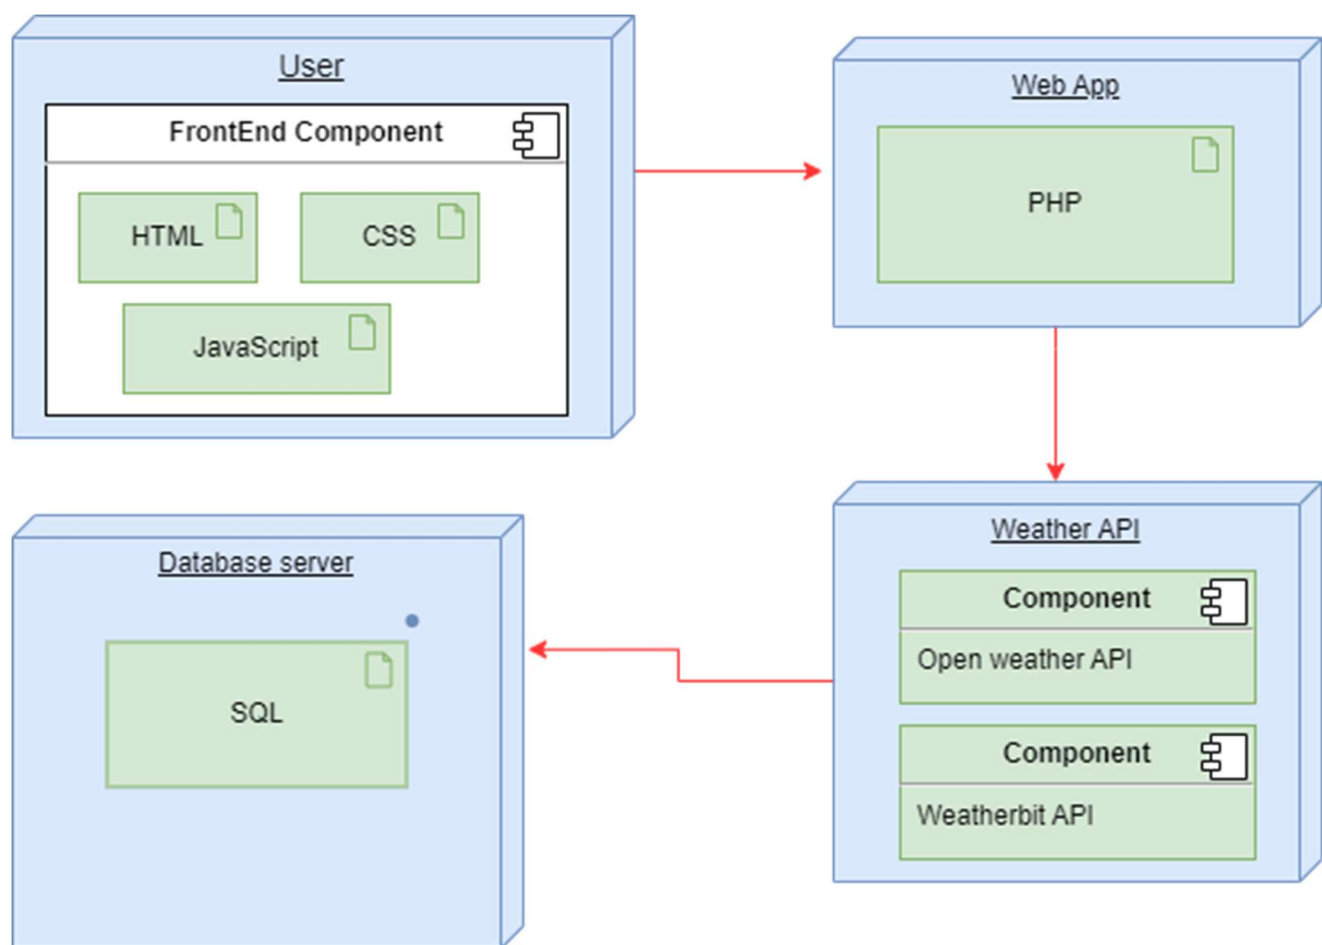 User
FrontEnd Component
HTML
CSS
JavaScript
Web App
PHP
Database server
SQL
Weather API
Component
Open weather API
Component
Weatherbit API